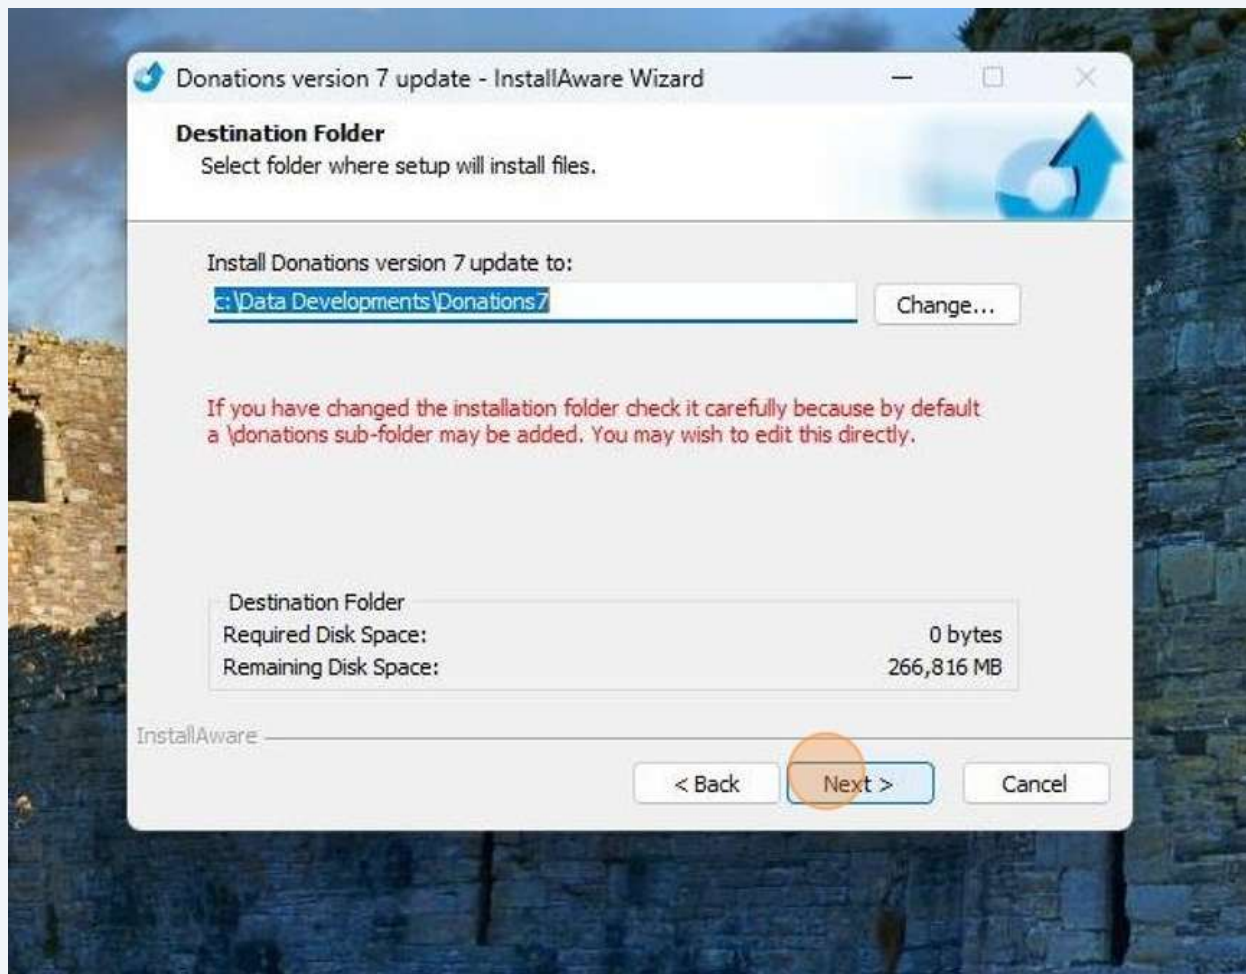 Donations version 7 update - InstallAware Wizard
Destination Folder
Select folder where setup will install files.
Install Donations version 7 update to:
c:\Data Developments\Donations7
Change...
If you have changed the installation folder check it carefully because by default
a \donations sub-folder may be added. You may wish to edit this directly.
Destination Folder
Required Disk Space: 0 bytes
Remaining Disk Space: 266,816 MB
InstallAware
< Back Next > Cancel